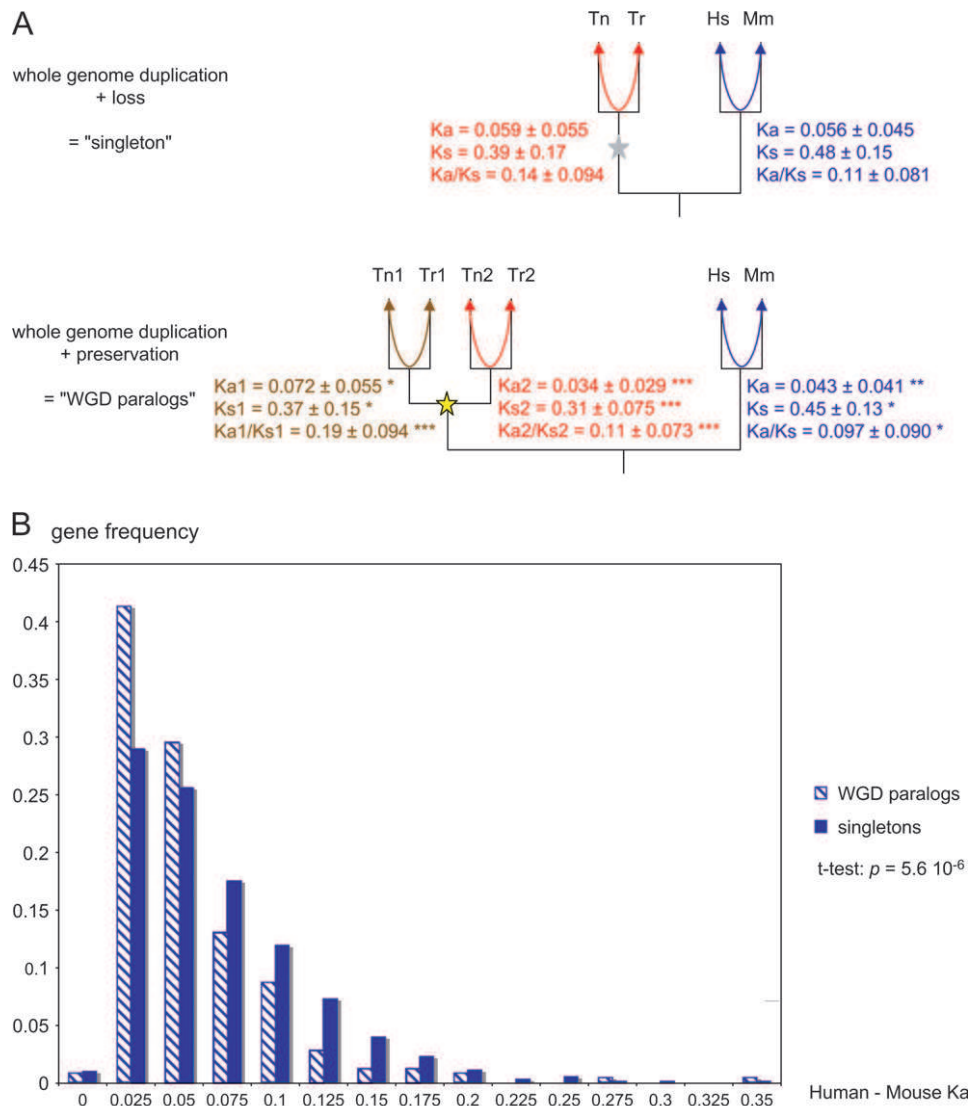 A
Tn Tr Hs Mm
whole genome duplication
+ loss
= "singleton"
Ka = 0.059 ± 0.055
Ks = 0.39 ± 0.17
Ka/Ks = 0.14 ± 0.094
Ka = 0.056 ± 0.045
Ks = 0.48 ± 0.15
Ka/Ks = 0.11 ± 0.081
Tn1 Tr1 Tn2 Tr2 Hs Mm
whole genome duplication
+ preservation
= "WGD paralogs"
Ka1 = 0.072 ± 0.055 *
Ks1 = 0.37 ± 0.15 *
Ka1/Ks1 = 0.19 ± 0.094 ***
Ka2 = 0.034 ± 0.029 ***
Ks2 = 0.31 ± 0.075 ***
Ka2/Ks2 = 0.11 ± 0.073 ***
Ka = 0.043 ± 0.041 **
Ks = 0.45 ± 0.13 *
Ka/Ks = 0.097 ± 0.090 *
B gene frequency
0.45
0.4
0.35
0.3
0.25
0.2
0.15
0.1
0.05
0
WGD paralogs
singletons
t-test: p = 5.6 10⁻⁶
0 0.025 0.05 0.075 0.1 0.125 0.15 0.175 0.2 0.225 0.25 0.275 0.3 0.325 0.35
Human - Mouse Ka